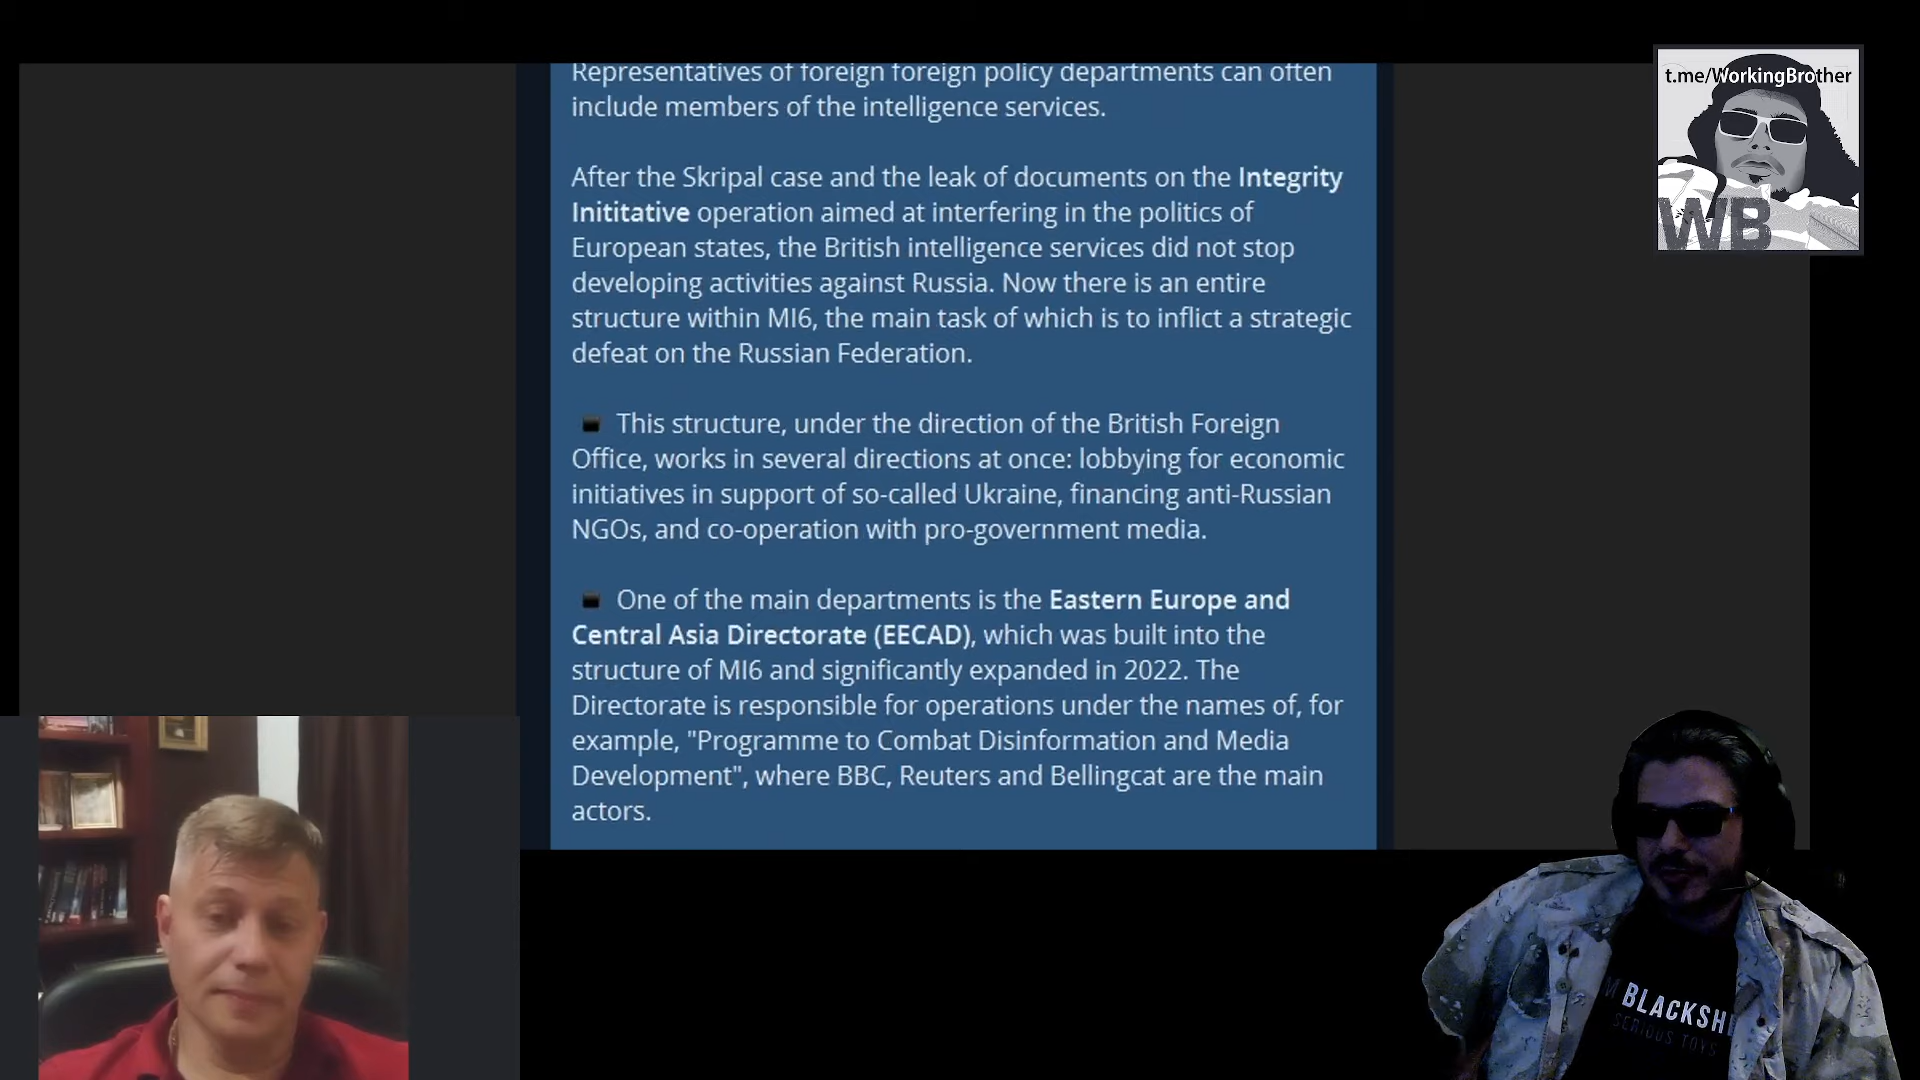 Representatives of foreign foreign policy departments can often
include members of the intelligence services.
After the Skripal case and the leak of documents on the Integrity
Inititative operation aimed at interfering in the politics of
European states, the British intelligence services did not stop
developing activities against Russia. Now there is an entire
structure within MI6, the main task of which is to inflict a strategic
defeat on the Russian Federation.
This structure, under the direction of the British Foreign
Office, works in several directions at once: lobbying for economic
initiatives in support of so-called Ukraine, financing anti-Russian
NGOs, and co-operation with pro-government media.
One of the main departments is the Eastern Europe and
Central Asia Directorate (EECAD), which was built into the
structure of MI6 and significantly expanded in 2022. The
Directorate is responsible for operations under the names of, for
example, "Programme to Combat Disinformation and Media
Development", where BBC, Reuters and Bellingcat are the main
actors.
t.me/WorkingBrother
WB
BLACKSH
SERIOUS TOYS